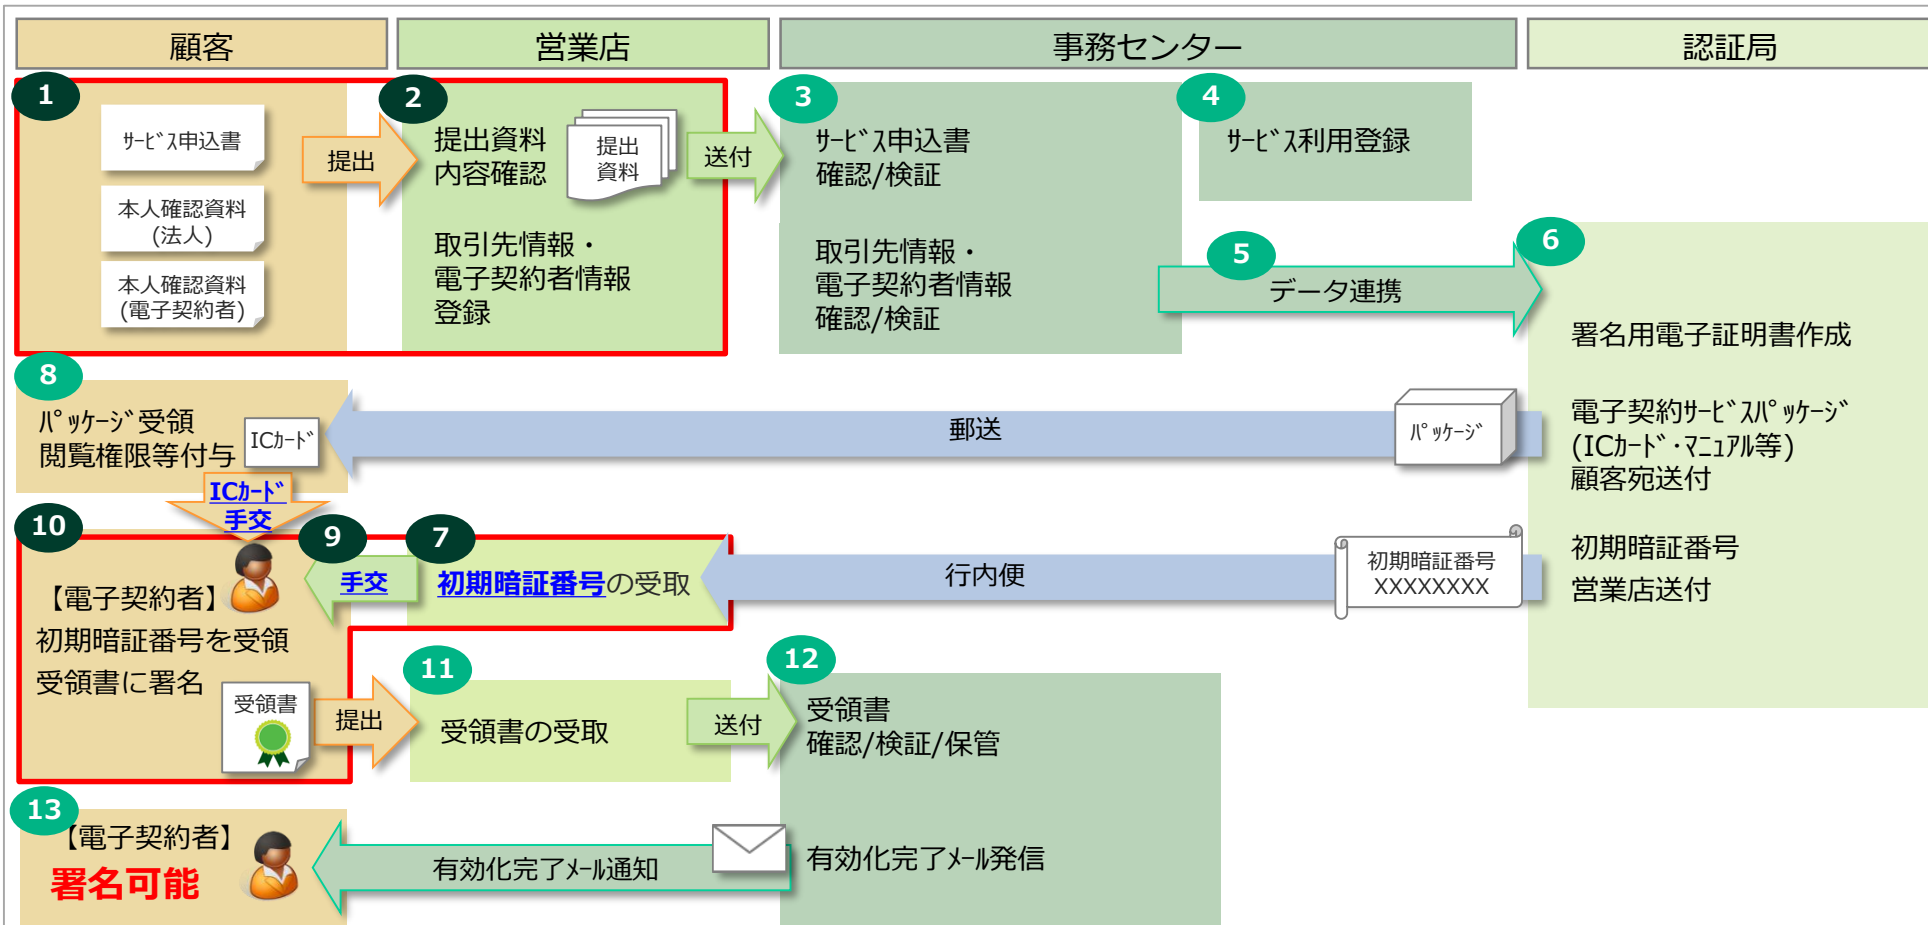 顧客
営業店
事務センター
認証局
1
サービス申込書
本人確認資料
(法人)
本人確認資料
(電子契約者)
提出
2
提出資料
内容確認
提出
資料
取引先情報・
電子契約者情報
登録
送付
3
サービス申込書
確認/検証
取引先情報・
電子契約者情報
確認/検証
4
サービス利用登録
5
データ連携
6
署名用電子証明書作成
電子契約サービスパッケージ
(ICカード・マニュアル等)
顧客宛送付
初期暗証番号
営業店送付
8
パッケージ受領
閲覧権限等付与
ICカード
郵送
パッケージ
ICカード
手交
10
【電子契約者】
初期暗証番号を受領
受領書に署名
受領書
9
手交
7
初期暗証番号の受取
行内便
初期暗証番号
XXXXXXXX
提出
11
受領書の受取
送付
12
受領書
確認/検証/保管
有効化完了メール発信
有効化完了メール通知
13
【電子契約者】
署名可能